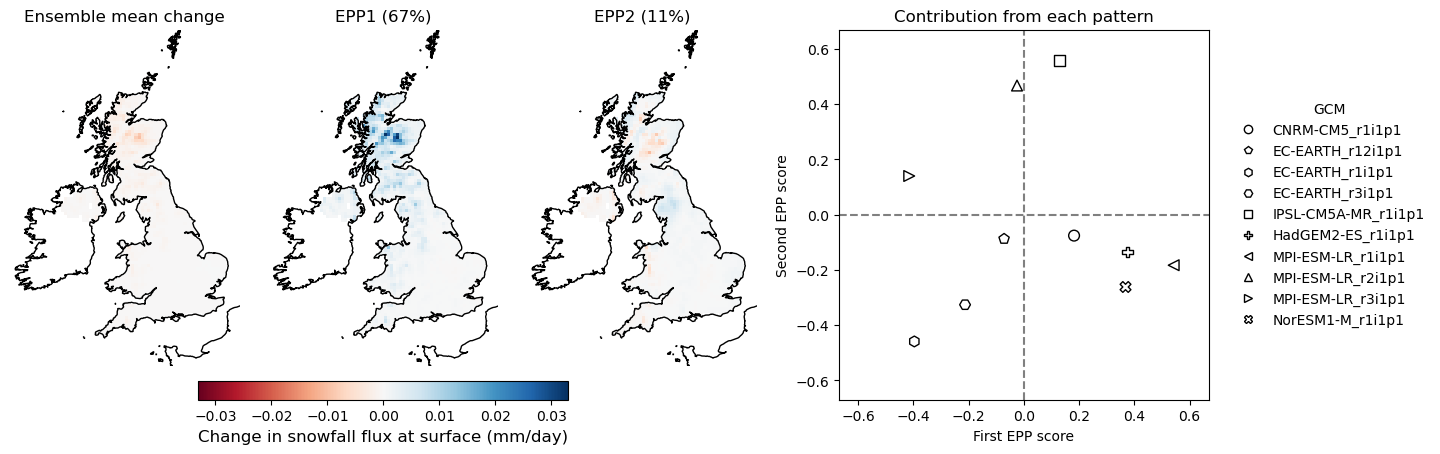 Ensemble mean change
EPP1 (67%)
EPP2 (11%)
Contribution from each pattern
0.6
0.4
0.2
0.0
−0.2
−0.4
−0.6
Second EPP score
−0.6
−0.4
−0.2
0.0
0.2
0.4
0.6
First EPP score
GCM
CNRM-CM5_r1i1p1
EC-EARTH_r12i1p1
EC-EARTH_r1i1p1
EC-EARTH_r3i1p1
IPSL-CM5A-MR_r1i1p1
HadGEM2-ES_r1i1p1
MPI-ESM-LR_r1i1p1
MPI-ESM-LR_r2i1p1
MPI-ESM-LR_r3i1p1
NorESM1-M_r1i1p1
−0.03
−0.02
−0.01
0.00
0.01
0.02
0.03
Change in snowfall flux at surface (mm/day)